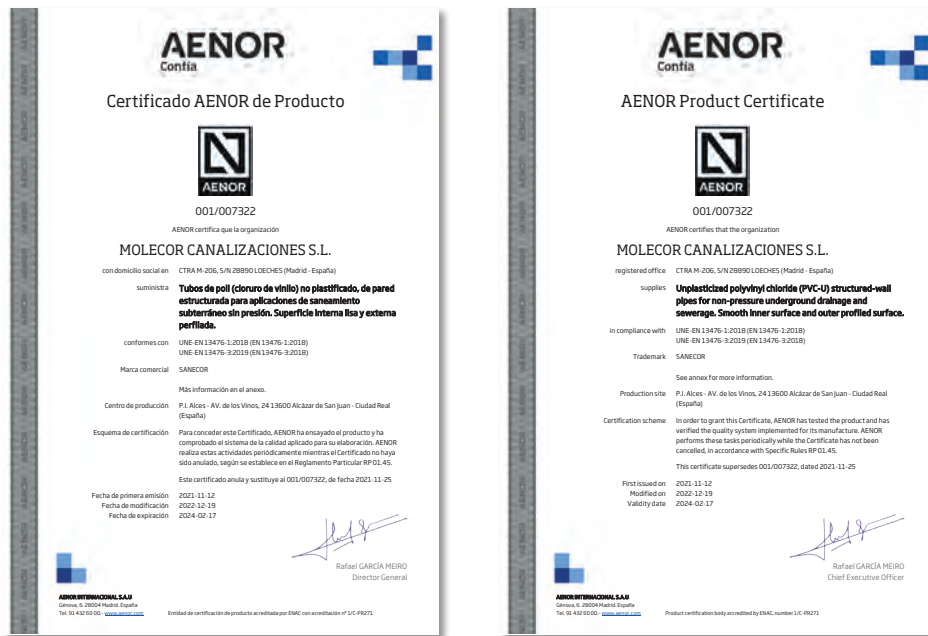 AENOR
Confía
Certificado AENOR de Producto
AENOR
001/007322
AENOR certifica que la organización
MOLECOR CANALIZACIONES S.L.
con domicilio social en CTRA M-206, S/N 28890 LOECHES (Madrid - España)
suministra Tubos de poli (cloruro de vinilo) no plastificado, de pared
estructurada para aplicaciones de saneamiento
subterráneo sin presión. Superficie interna lisa y externa
perfilada.
conformes con UNE-EN 13476-1:2018 (EN 13476-1:2018)
UNE-EN 13476-3:2019 (EN 13476-3:2018)
Marca comercial SANECOR
Más información en el anexo.
Centro de producción P.I. Alces - AV. de los Vinos, 24 13600 Alcázar de San Juan - Ciudad Real
(España)
Esquema de certificación Para conceder este Certificado, AENOR ha ensayado el producto y ha
comprobado el sistema de la calidad aplicado para su elaboración. AENOR
realiza estas actividades periódicamente mientras el Certificado no haya
sido anulado, según se establece en el Reglamento Particular RP 01.45.
Este certificado anula y sustituye al 001/007322, de fecha 2021-11-25
Fecha de primera emisión 2021-11-12
Fecha de modificación 2022-12-19
Fecha de expiración 2024-02-17
Rafael GARCÍA MEIRO
Director General
AENOR INTERNACIONAL S.A.U
Génova, 6. 28004 Madrid. España
Tel. 91 432 60 00.- www.aenor.com Entidad de certificación de producto acreditada por ENAC con acreditación nº 1/C-PR271
AENOR
Confía
AENOR Product Certificate
AENOR
001/007322
AENOR certifies that the organization
MOLECOR CANALIZACIONES S.L.
registered office CTRA M-206, S/N 28890 LOECHES (Madrid - España)
supplies Unplasticized polyvinyl chloride (PVC-U) structured-wall
pipes for non-pressure underground drainage and
sewerage. Smooth inner surface and outer profiled surface.
in compliance with UNE-EN 13476-1:2018 (EN 13476-1:2018)
UNE-EN 13476-3:2019 (EN 13476-3:2018)
Trademark SANECOR
See annex for more information.
Production site P.I. Alces - AV. de los Vinos, 24 13600 Alcázar de San Juan - Ciudad Real
(España)
Certification scheme In order to grant this Certificate, AENOR has tested the product and has
verified the quality system implemented for its manufacture. AENOR
performs these tasks periodically while the Certificate has not been
cancelled, in accordance with Specific Rules RP 01.45.
This certificate supersedes 001/007322, dated 2021-11-25
First issued on 2021-11-12
Modified on 2022-12-19
Validity date 2024-02-17
Rafael GARCÍA MEIRO
Chief Executive Officer
AENOR INTERNACIONAL S.A.U
Génova, 6. 28004 Madrid. España
Tel. 91 432 60 00.- www.aenor.com Product certification body accredited by ENAC, number 1/C-PR271